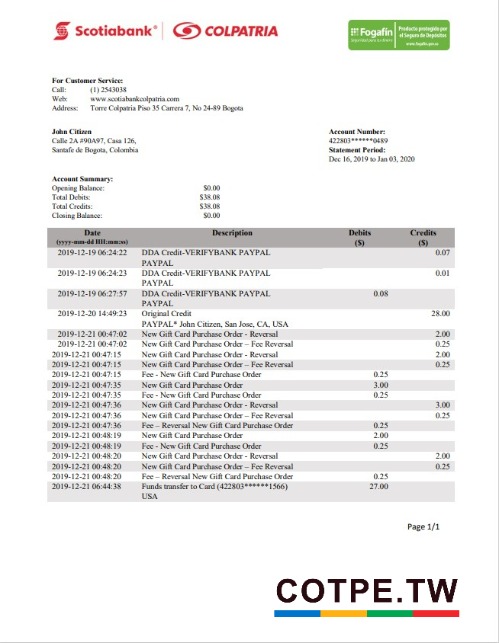 Scotiabank® COLPATRIA
Fogafín
Producto protegido por
el Seguro de Depósitos
www.fogafin.gov.co
For Customer Service:
Call: (1) 2543038
Web: www.scotiabankcolpatria.com
Address: Torre Colpatria Piso 35 Carrera 7, No 24-89 Bogota
John Citizen
Calle 2A #90A97, Casa 126,
Santafe de Bogota, Colombia
Account Number:
422803******0489
Statement Period:
Dec 16, 2019 to Jan 03, 2020
Account Summary:
Opening Balance: $0.00
Total Debits: $38.08
Total Credits: $38.08
Closing Balance: $0.00
Date Description Debits Credits
(yyyy-mm-dd HH:mm:ss) ($) ($)
2019-12-19 06:24:22 DDA Credit-VERIFYBANK PAYPAL 0.07
PAYPAL
2019-12-19 06:24:23 DDA Credit-VERIFYBANK PAYPAL 0.01
PAYPAL
2019-12-19 06:27:57 DDA Credit-VERIFYBANK PAYPAL 0.08
PAYPAL
2019-12-20 14:49:23 Original Credit 28.00
PAYPAL* John Citizen, San Jose, CA, USA
2019-12-21 00:47:02 New Gift Card Purchase Order - Reversal 2.00
2019-12-21 00:47:02 New Gift Card Purchase Order – Fee Reversal 0.25
2019-12-21 00:47:15 New Gift Card Purchase Order - Reversal 2.00
2019-12-21 00:47:15 New Gift Card Purchase Order – Fee Reversal 0.25
2019-12-21 00:47:15 Fee - New Gift Card Purchase Order 0.25
2019-12-21 00:47:35 New Gift Card Purchase Order 3.00
2019-12-21 00:47:35 Fee - New Gift Card Purchase Order 0.25
2019-12-21 00:47:36 New Gift Card Purchase Order - Reversal 3.00
2019-12-21 00:47:36 New Gift Card Purchase Order – Fee Reversal 0.25
2019-12-21 00:47:36 Fee – Reversal New Gift Card Purchase Order 0.25
2019-12-21 00:48:19 New Gift Card Purchase Order 2.00
2019-12-21 00:48:19 Fee - New Gift Card Purchase Order 0.25
2019-12-21 00:48:20 New Gift Card Purchase Order - Reversal 2.00
2019-12-21 00:48:20 New Gift Card Purchase Order – Fee Reversal 0.25
2019-12-21 00:48:20 Fee – Reversal New Gift Card Purchase Order 0.25
2019-12-21 06:44:38 Funds transfer to Card (422803******1566) 27.00
USA
Page 1/1
COTPE.TW